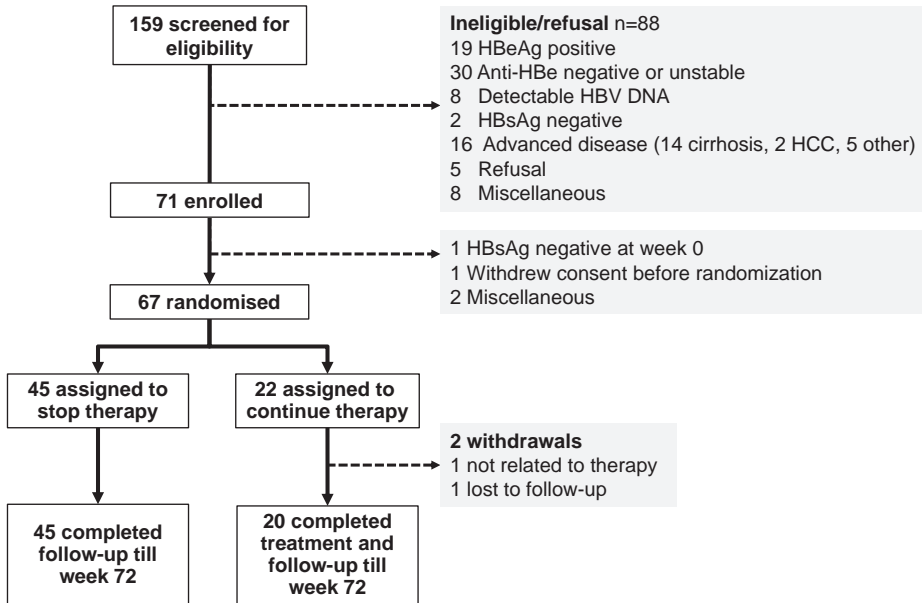 159 screened for
eligibility
Ineligible/refusal n=88
19 HBeAg positive
30 Anti-HBe negative or unstable
8 Detectable HBV DNA
2 HBsAg negative
16 Advanced disease (14 cirrhosis, 2 HCC, 5 other)
5 Refusal
8 Miscellaneous
71 enrolled
1 HBsAg negative at week 0
1 Withdrew consent before randomization
2 Miscellaneous
67 randomised
45 assigned to
stop therapy
22 assigned to
continue therapy
2 withdrawals
1 not related to therapy
1 lost to follow-up
45 completed
follow-up till
week 72
20 completed
treatment and
follow-up till
week 72